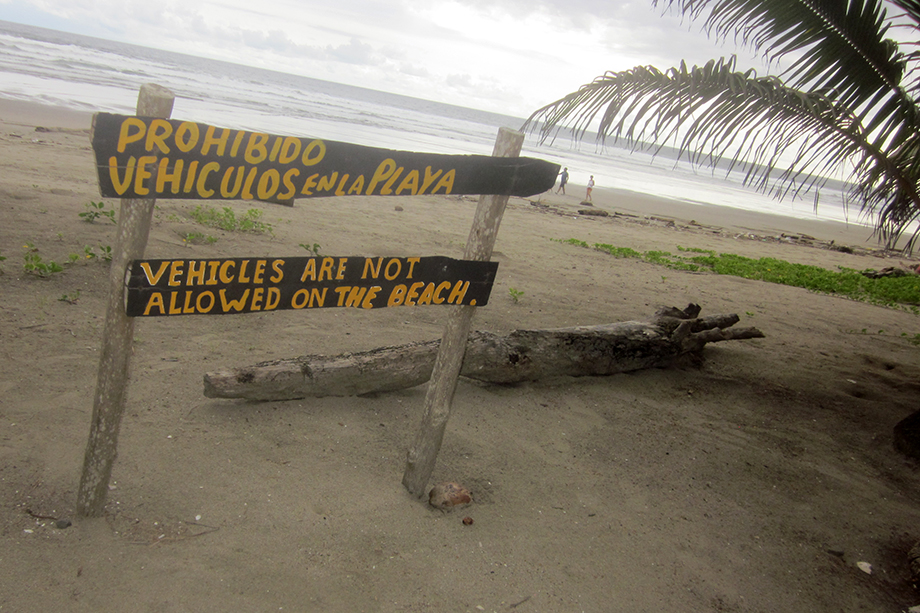 PROHIBIDO
VEHICULOS EN LA PLAYA
VEHICLES ARE NOT
ALLOWED ON THE BEACH.